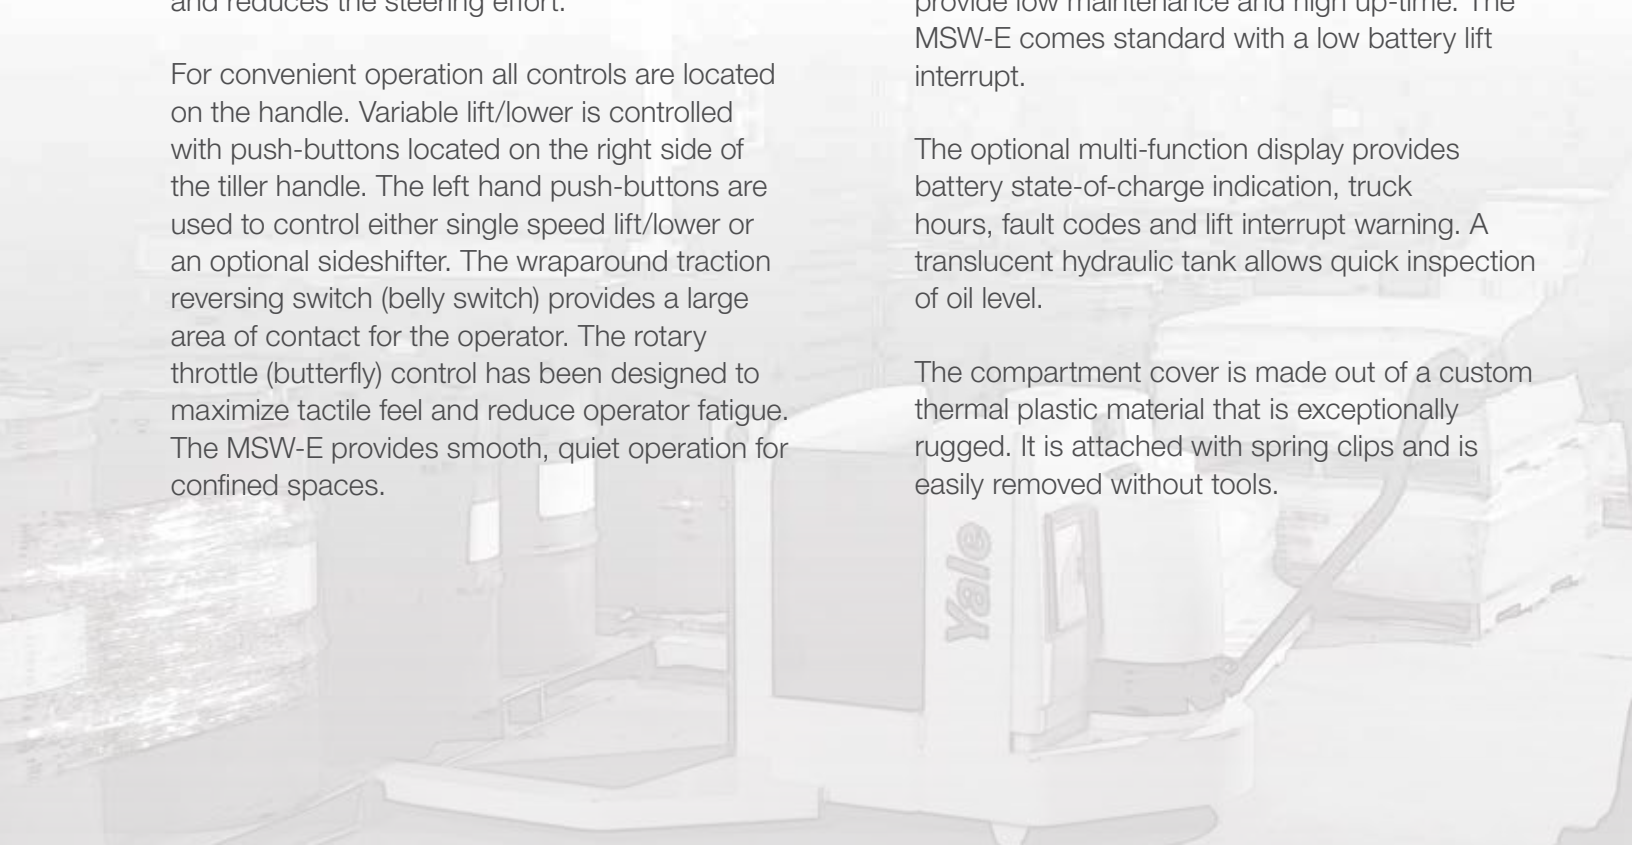 and reduces the steering effort.
For convenient operation all controls are located
on the handle. Variable lift/lower is controlled
with push-buttons located on the right side of
the tiller handle. The left hand push-buttons are
used to control either single speed lift/lower or
an optional sideshifter. The wraparound traction
reversing switch (belly switch) provides a large
area of contact for the operator. The rotary
throttle (butterfly) control has been designed to
maximize tactile feel and reduce operator fatigue.
The MSW-E provides smooth, quiet operation for
confined spaces.
provide low maintenance and high up-time. The
MSW-E comes standard with a low battery lift
interrupt.
The optional multi-function display provides
battery state-of-charge indication, truck
hours, fault codes and lift interrupt warning. A
translucent hydraulic tank allows quick inspection
of oil level.
The compartment cover is made out of a custom
thermal plastic material that is exceptionally
rugged. It is attached with spring clips and is
easily removed without tools.
Yale